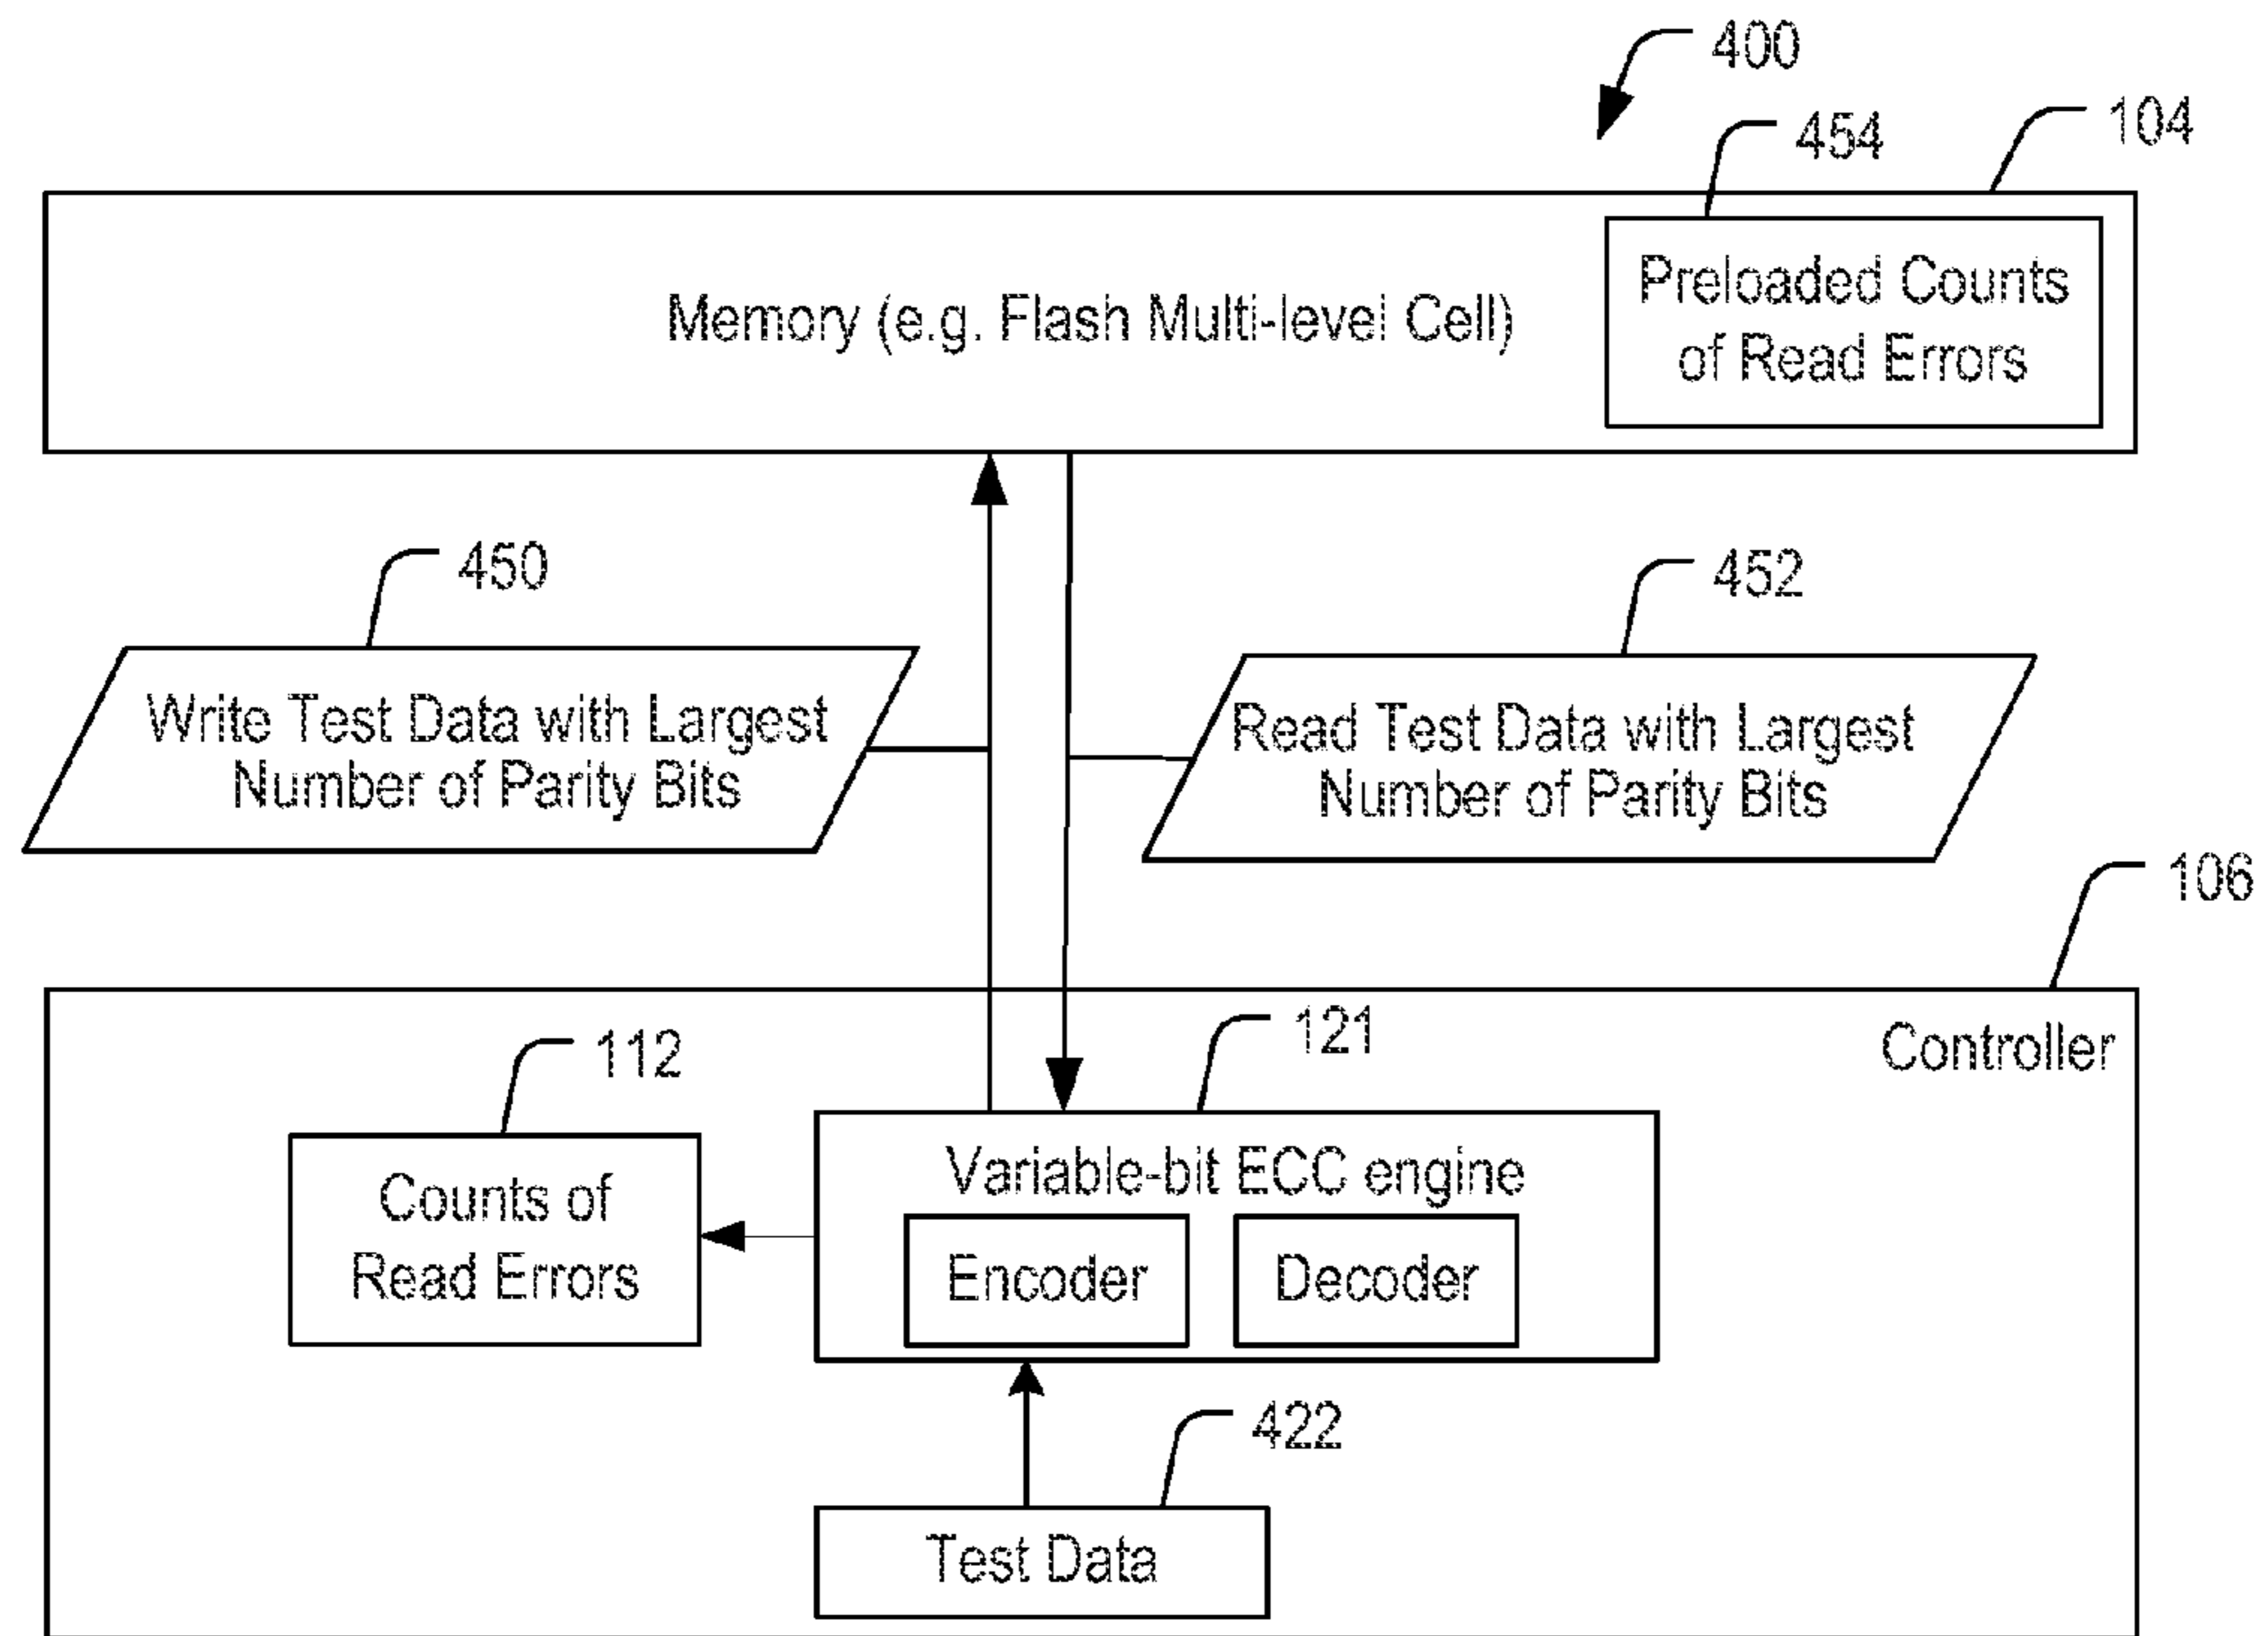 400
454
104
Preloaded Counts
of Read Errors
Memory (e.g. Flash Multi-level Cell)
450
452
Write Test Data with Largest
Number of Parity Bits
Read Test Data with Largest
Number of Parity Bits
106
Controller
112
121
Counts of
Read Errors
Variable-bit ECC engine
Encoder
Decoder
422
Test Data